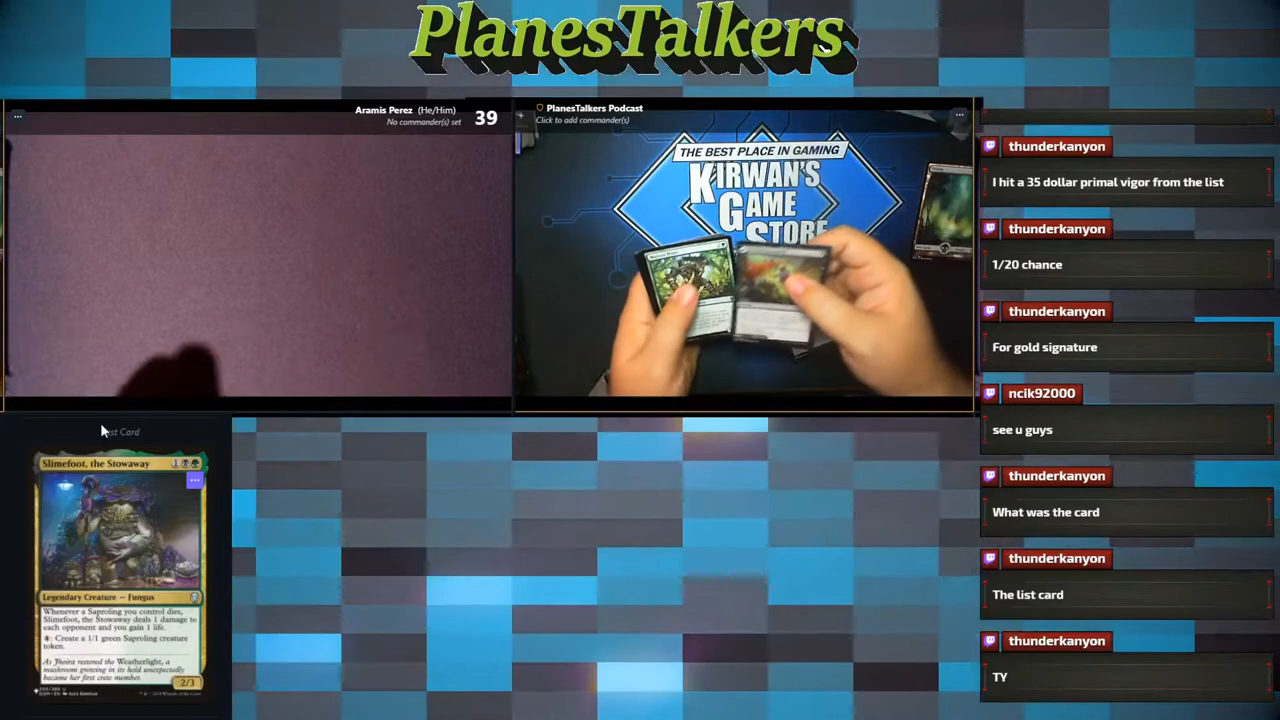 PlanesTalkers
Aramis Perez (He/Him)
No commander(s) set
39
PlanesTalkers Podcast
Click to add commander(s)
THE BEST PLACE IN GAMING
KIRWAN'S
GAME
STORE
thunderkanyon
I hit a 35 dollar primal vigor from the list
thunderkanyon
1/20 chance
thunderkanyon
For gold signature
ncik92000
see u guys
thunderkanyon
What was the card
thunderkanyon
The list card
thunderkanyon
TY
Card
Slimefoot, the Stowaway 1
Legendary Creature — Fungus
Whenever a Saproling you control dies,
Slimefoot, the Stowaway deals 1 damage to
each opponent and you gain 1 life.
4: Create a 1/1 green Saproling creature
token.
As Jhoira restored the Weatherlight, a
mushroom growing in its hold unexpectedly
became her first crew member.
2/3